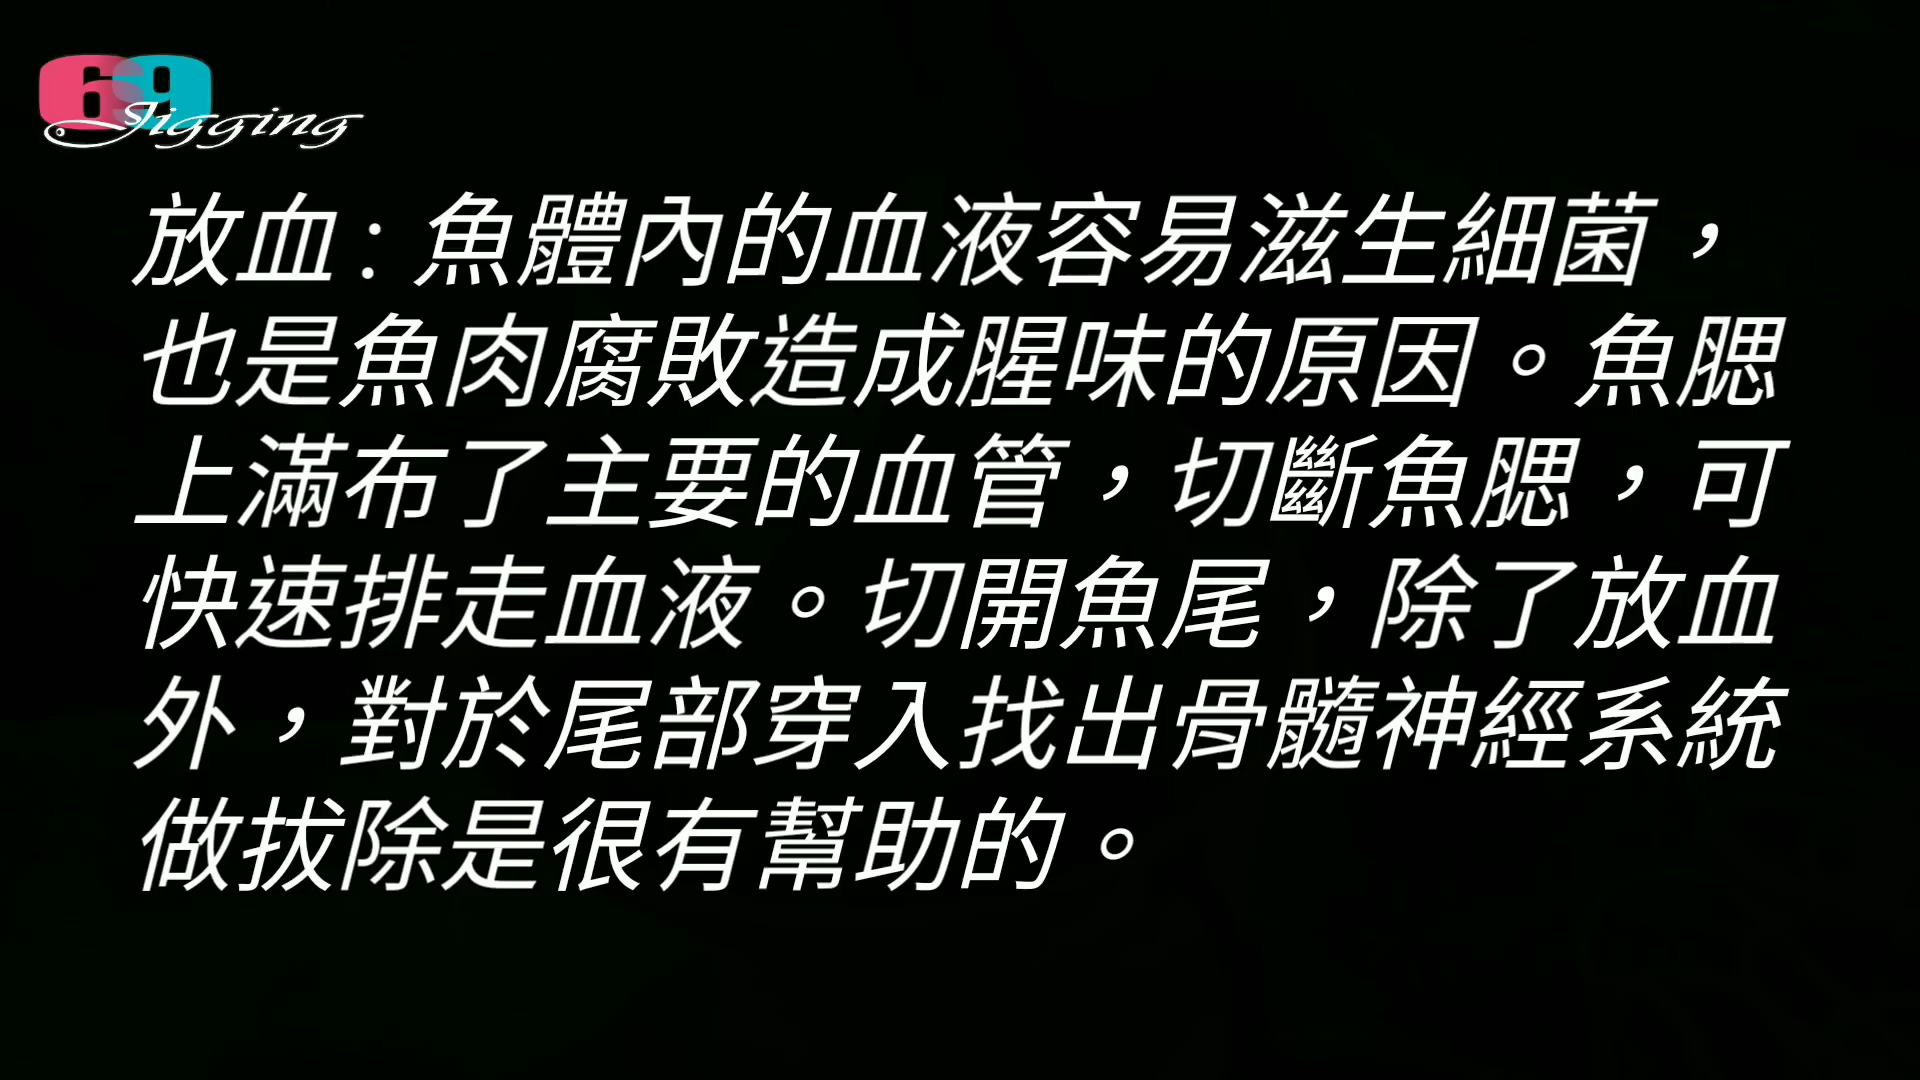 69
Jigging
放血：魚體內的血液容易滋生細菌，
也是魚肉腐敗造成腥味的原因。魚腮
上滿布了主要的血管，切斷魚腮，可
快速排走血液。切開魚尾，除了放血
外，對於尾部穿入找出骨髓神經系統
做拔除是很有幫助的。